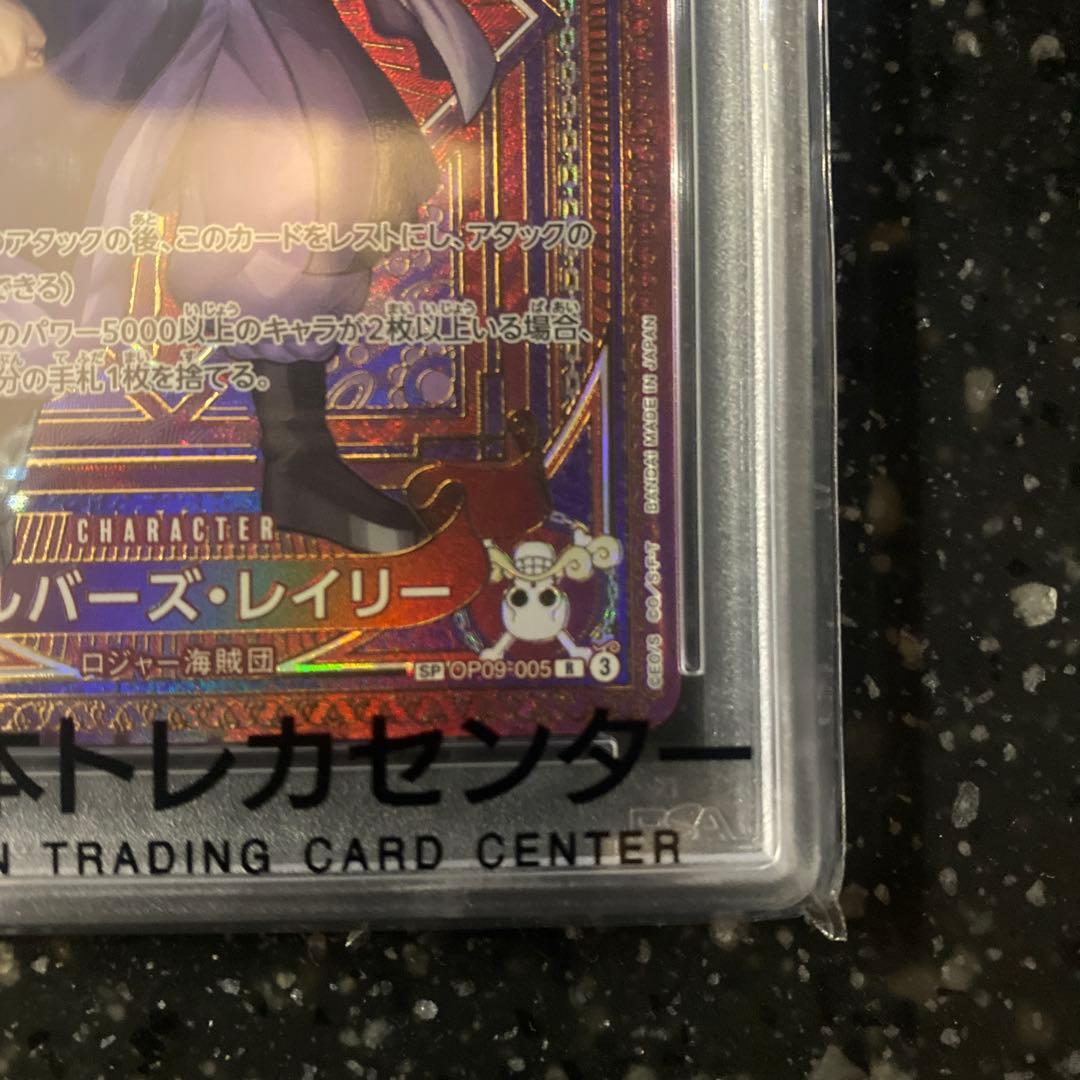 のアタックの後、このカードをレストにし、アタックの
できる)
のパワー5000以上のキャラが2枚以上いる場合、
分の手札1枚を捨てる。
CHARACTER
ルバーズ・レイリー
ロジャー海賊団
SP OP09-005 R 3
BANDAI MADE IN JAPAN
©EO/S ©O/S・F・T
本トレカセンター
N TRADING CARD CENTER
PSA